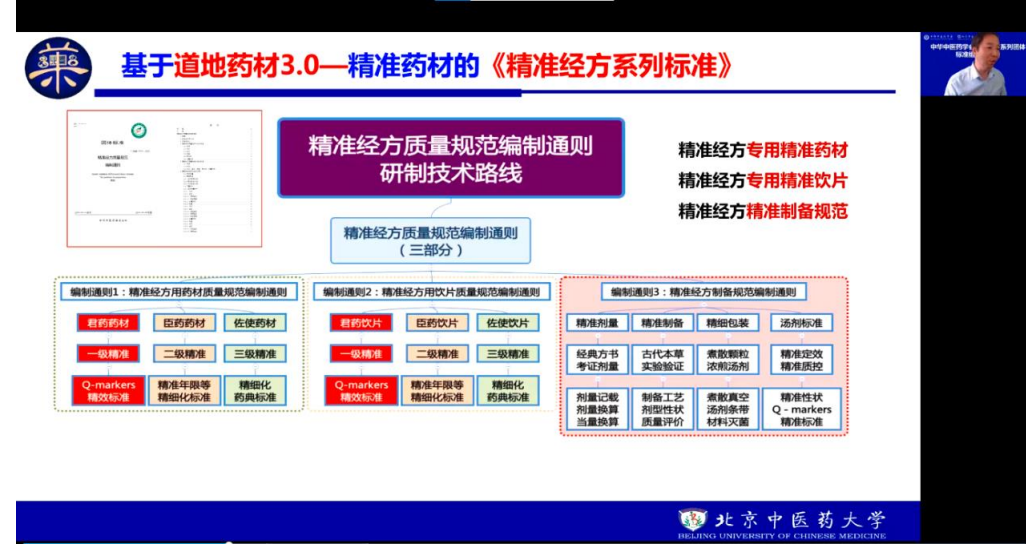 基于道地药材3.0—精准药材的《精准经方系列标准》
精准经方质量规范编制通则
研制技术路线
精准经方专用精准药材
精准经方专用精准饮片
精准经方精准制备规范
精准经方质量规范编制通则
（三部分）
编制通则1：精准经方用药材质量规范编制通则
君药药材
臣药药材
佐使药材
一级精准
二级精准
三级精准
Q-markers
精效标准
精准年限等
精细化标准
精细化
药典标准
编制通则2：精准经方用饮片质量规范编制通则
君药饮片
臣药饮片
佐使饮片
一级精准
二级精准
三级精准
Q-markers
精效标准
精准年限等
精细化标准
精细化
药典标准
编制通则3：精准经方制备规范编制通则
精准剂量
精准制备
精细包装
汤剂标准
经典方书
考证剂量
古代本草
实验验证
煮散颗粒
浓煎汤剂
精准定效
精准质控
剂量记载
剂量换算
当量换算
制备工艺
剂型性状
质量评价
煮散真空
汤剂条带
材料灭菌
精准性状
Q - markers
精准标准
北京中医药大学
BEIJING UNIVERSITY OF CHINESE MEDICINE